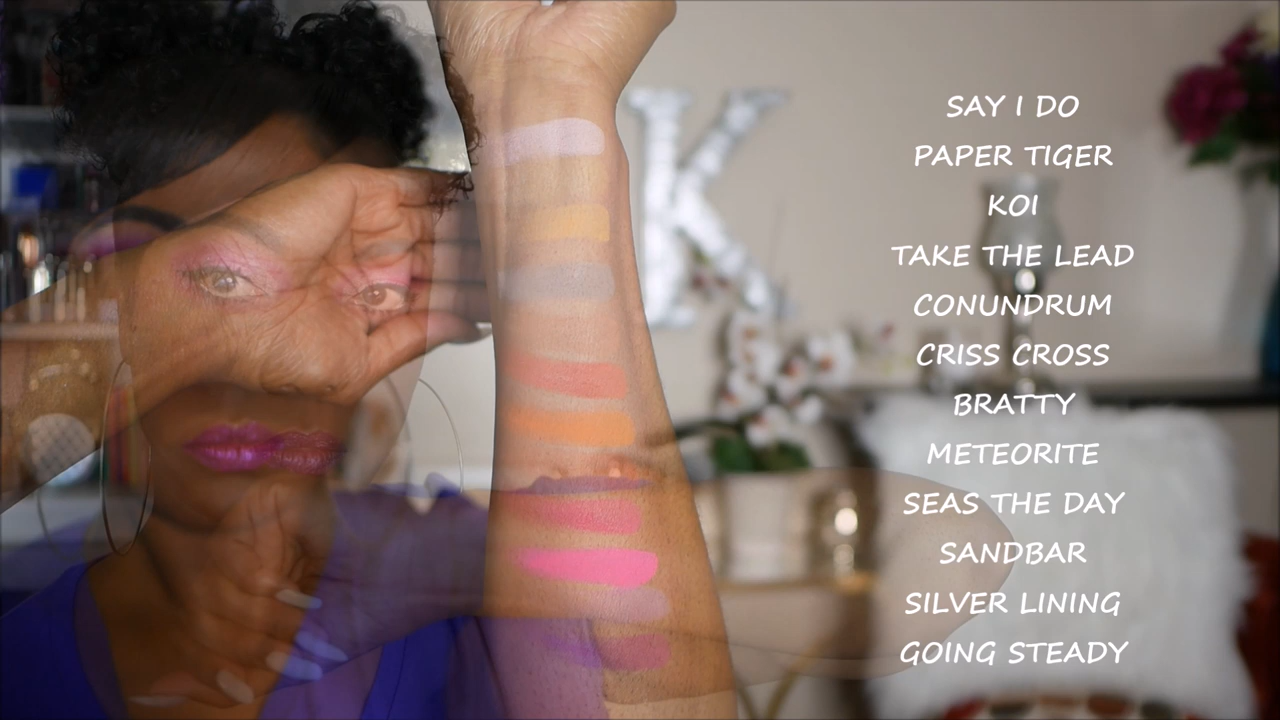 K
SAY I DO
PAPER TIGER
KOI
TAKE THE LEAD
CONUNDRUM
CRISS CROSS
BRATTY
METEORITE
SEAS THE DAY
SANDBAR
SILVER LINING
GOING STEADY